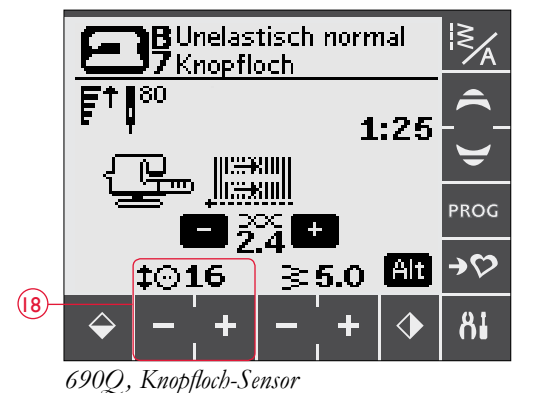 B Unelastisch normal
7 Knopfloch
80
1:25
A
PROG
- 2.4 +
16 5.0 Alt
18
- + - +
690Q, Knopfloch-Sensor